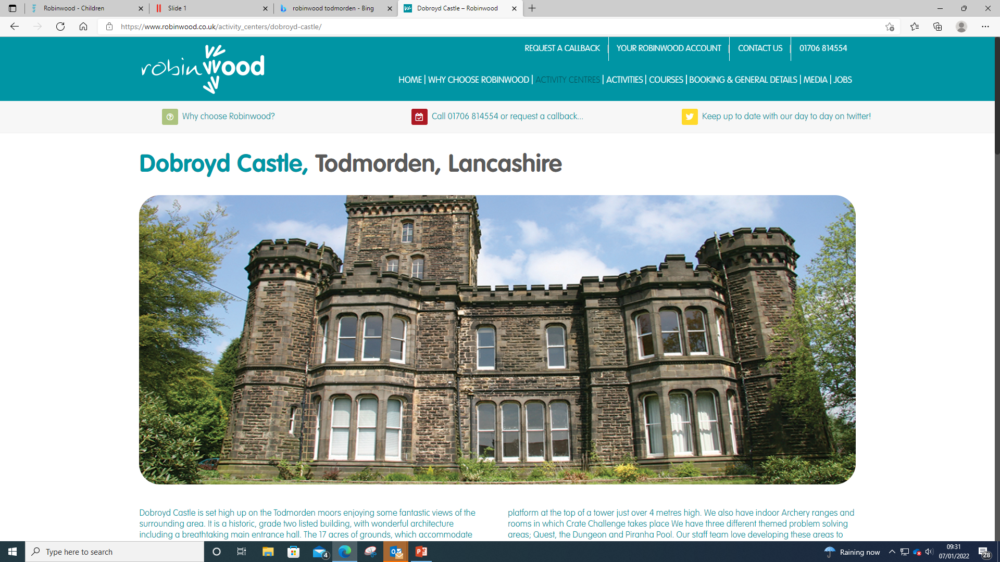 Robinwood - Children
Slide 1
robinwood todmorden - Bing
Dobroyd Castle – Robinwood
https://www.robinwood.co.uk/activity_centers/dobroyd-castle/
robinwood
REQUEST A CALLBACK
YOUR ROBINWOOD ACCOUNT
CONTACT US
01706 814554
HOME | WHY CHOOSE ROBINWOOD | ACTIVITY CENTRES | ACTIVITIES | COURSES | BOOKING & GENERAL DETAILS | MEDIA | JOBS
Why choose Robinwood?
Call 01706 814554 or request a callback...
Keep up to date with our day to day on twitter!
Dobroyd Castle, Todmorden, Lancashire
Dobroyd Castle is set high up on the Todmorden moors enjoying some fantastic views of the
surrounding area. It is a historic, grade two listed building, with wonderful architecture
including a breathtaking main entrance hall. The 17 acres of grounds, which accommodate
platform at the top of a tower just over 4 metres high. We also have indoor Archery ranges and
rooms in which Crate Challenge takes place We have three different themed problem solving
areas; Quest, the Dungeon and Piranha Pool. Our staff team love developing these areas to
Type here to search
4
Raining now
09:31
07/01/2022
28